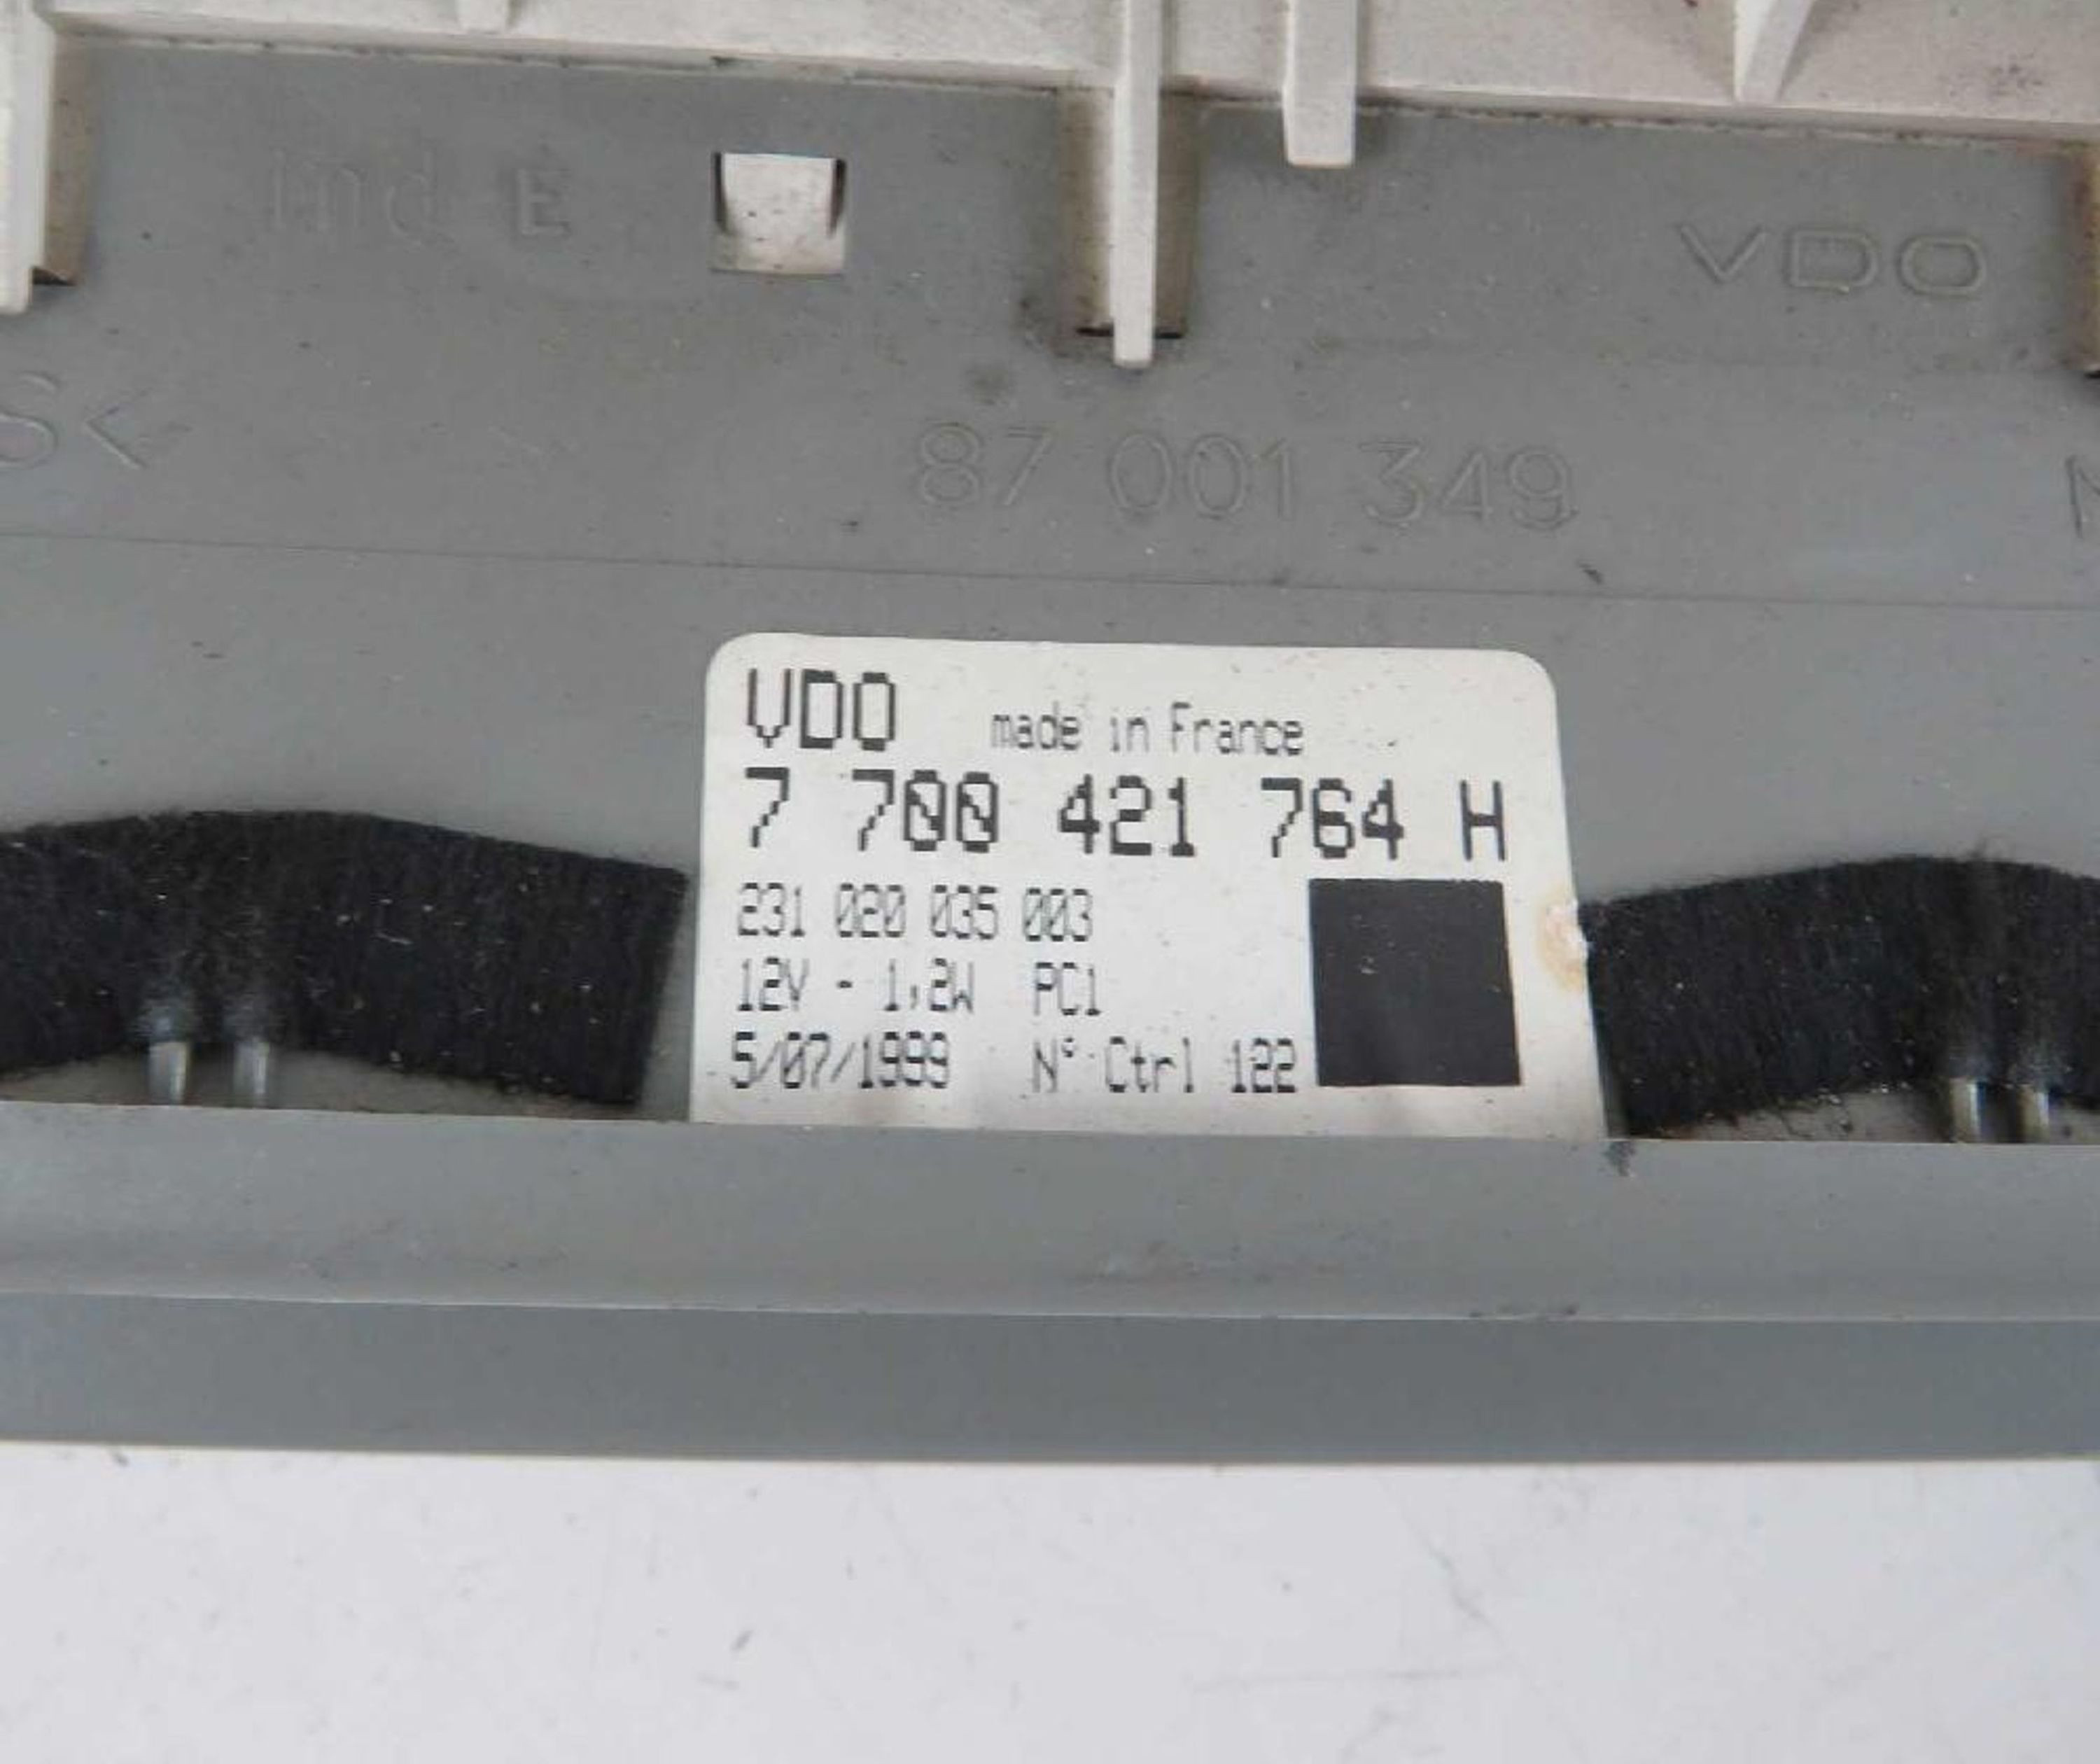 Ind E
VDO
S<
87 001 349
VDO made in France
7 700 421 764 H
231 020 035 003
12V - 1,2W PC1
5/07/1999 N° Ctrl 122